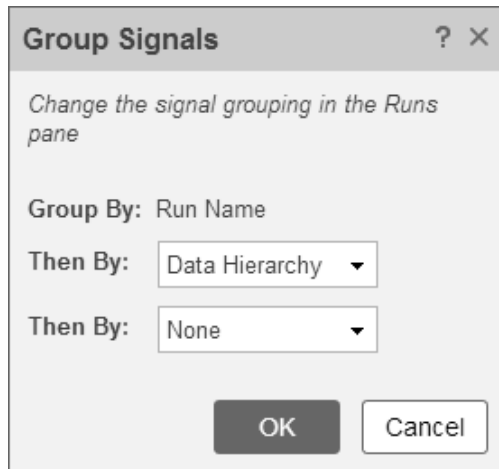 Group Signals ? ×
Change the signal grouping in the Runs
pane
Group By: Run Name
Then By: Data Hierarchy
Then By: None
OK Cancel